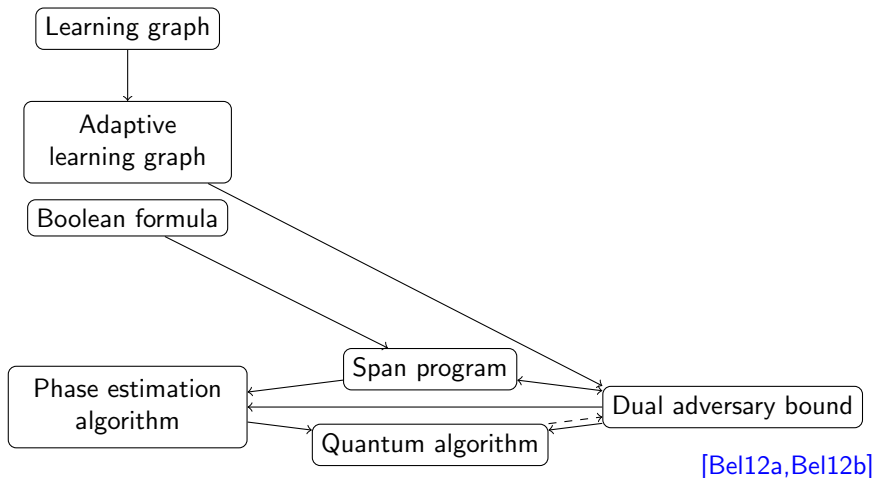 Learning graph
Adaptive
learning graph
Boolean formula
Span program
Phase estimation
algorithm
Dual adversary bound
Quantum algorithm
[Bel12a,Bel12b]